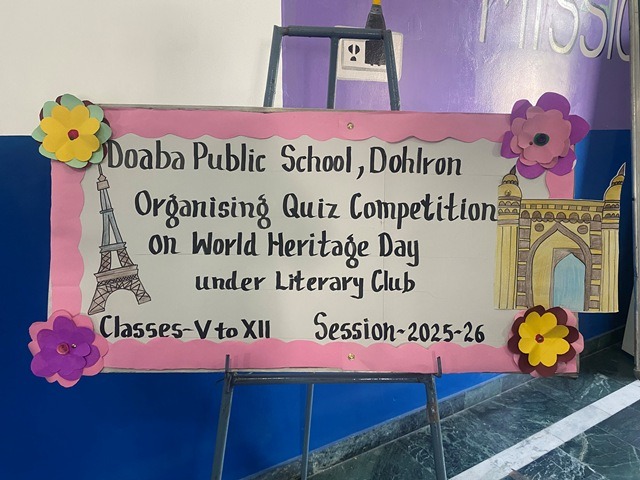 MISSIO
Doaba Public School, Dohlron
Organising Quiz Competition
on World Heritage Day
under Literary Club
Classes-V to XII Session-2025-26